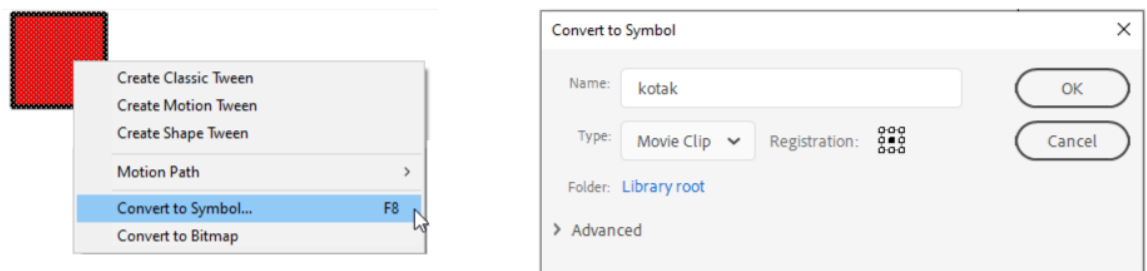 Create Classic Tween
Create Motion Tween
Create Shape Tween
Motion Path
Convert to Symbol... F8
Convert to Bitmap
Convert to Symbol
Name: kotak OK
Type: Movie Clip Registration: Cancel
Folder: Library root
Advanced